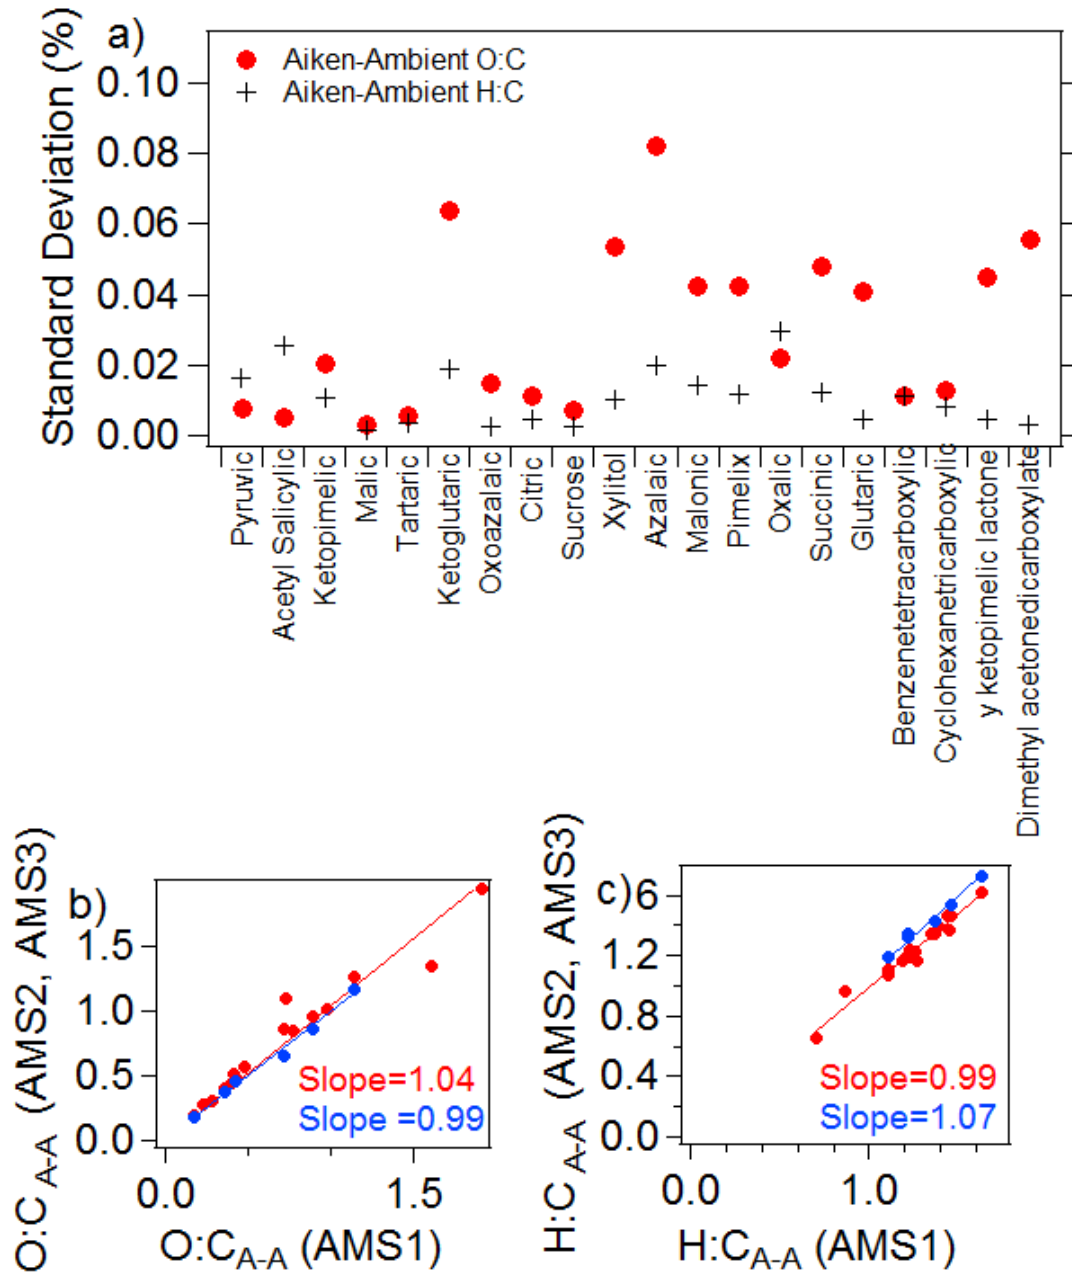 a)
Standard Deviation (%)
Aiken-Ambient O:C
Aiken-Ambient H:C
0.10
0.08
0.06
0.04
0.02
0.00
Pyruvic
Acetyl Salicylic
Ketopimelic
Malic
Tartaric
Ketoglutaric
Oxoazalaic
Citric
Sucrose
Xylitol
Azalaic
Malonic
Pimelix
Oxalic
Succinic
Glutaric
Benzenetetracarboxylic
Cyclohexanetricarboxylic
y ketopimelic lactone
Dimethyl acetonedicarboxylate
b)
O:C A-A (AMS2, AMS3)
1.5
1.0
0.5
0.0
Slope=1.04
Slope =0.99
0.0 1.5
O:CA-A (AMS1)
c)
H:C A-A (AMS2, AMS3)
6
1.2
0.8
0.4
0.0
Slope=0.99
Slope=1.07
0.0 1.0
H:CA-A (AMS1)